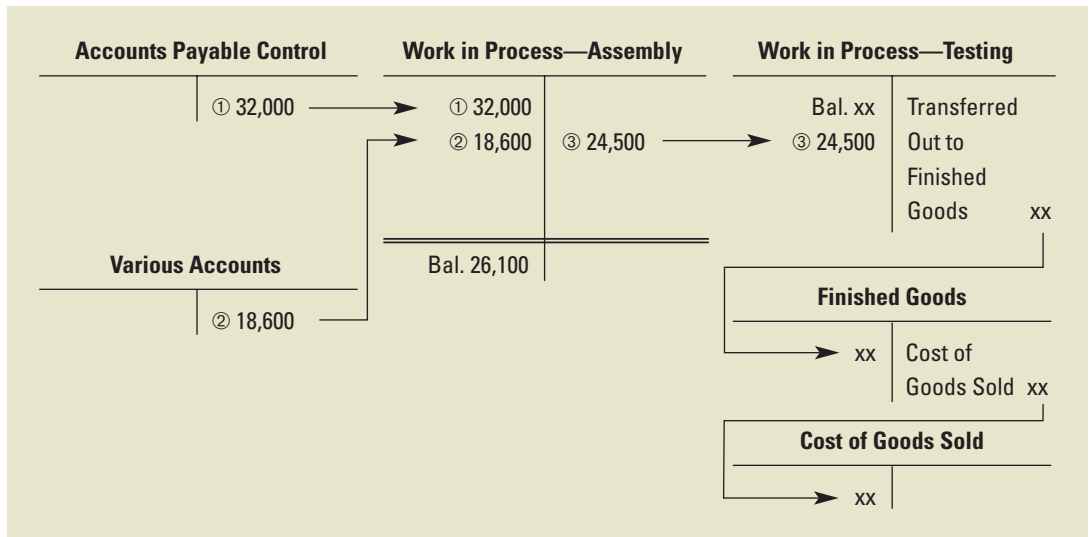 Accounts Payable Control
① 32,000
Work in Process—Assembly
① 32,000
② 18,600 ③ 24,500
Bal. 26,100
Work in Process—Testing
Bal. xx Transferred
③ 24,500 Out to
Finished
Goods xx
Various Accounts
② 18,600
Finished Goods
xx Cost of
Goods Sold xx
Cost of Goods Sold
xx